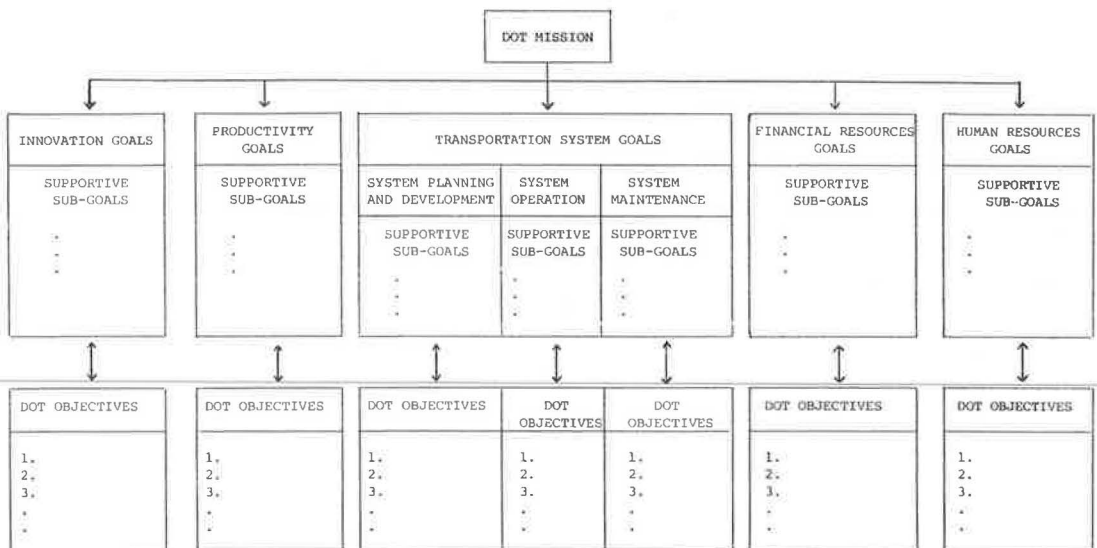 DOT MISSION
INNOVATION GOALS
SUPPORTIVE
SUB-GOALS
PRODUCTIVITY
GOALS
SUPPORTIVE
SUB-GOALS
TRANSPORTATION SYSTEM GOALS
SYSTEM PLANNING
AND DEVELOPMENT
SUPPORTIVE
SUB-GOALS
SYSTEM
OPERATION
SUPPORTIVE
SUB-GOALS
SYSTEM
MAINTENANCE
SUPPORTIVE
SUB-GOALS
FINANCIAL RESOURCES
GOALS
SUPPORTIVE
SUB-GOALS
HUMAN RESOURCES
GOALS
SUPPORTIVE
SUB-GOALS
DOT OBJECTIVES
1.
2.
3.
DOT OBJECTIVES
1.
2.
3.
DOT OBJECTIVES
1.
2.
3.
DOT
OBJECTIVES
1.
2.
3.
DOT
OBJECTIVES
1.
2.
3.
DOT OBJECTIVES
1.
2.
3.
DOT OBJECTIVES
1.
2.
3.